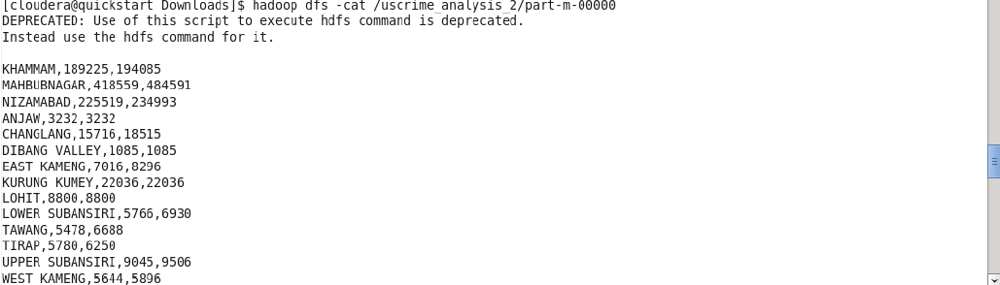 [cloudera@quickstart Downloads]$ hadoop dfs -cat /uscrime_analysis_2/part-m-00000
DEPRECATED: Use of this script to execute hdfs command is deprecated.
Instead use the hdfs command for it.
KHAMMAM,189225,194085
MAHBUBNAGAR,418559,484591
NIZAMABAD,225519,234993
ANJAW,3232,3232
CHANGLANG,15716,18515
DIBANG VALLEY,1085,1085
EAST KAMENG,7016,8296
KURUNG KUMEY,22036,22036
LOHIT,8800,8800
LOWER SUBANSIRI,5766,6930
TAWANG,5478,6688
TIRAP,5780,6250
UPPER SUBANSIRI,9045,9506
WEST KAMENG,5644,5896